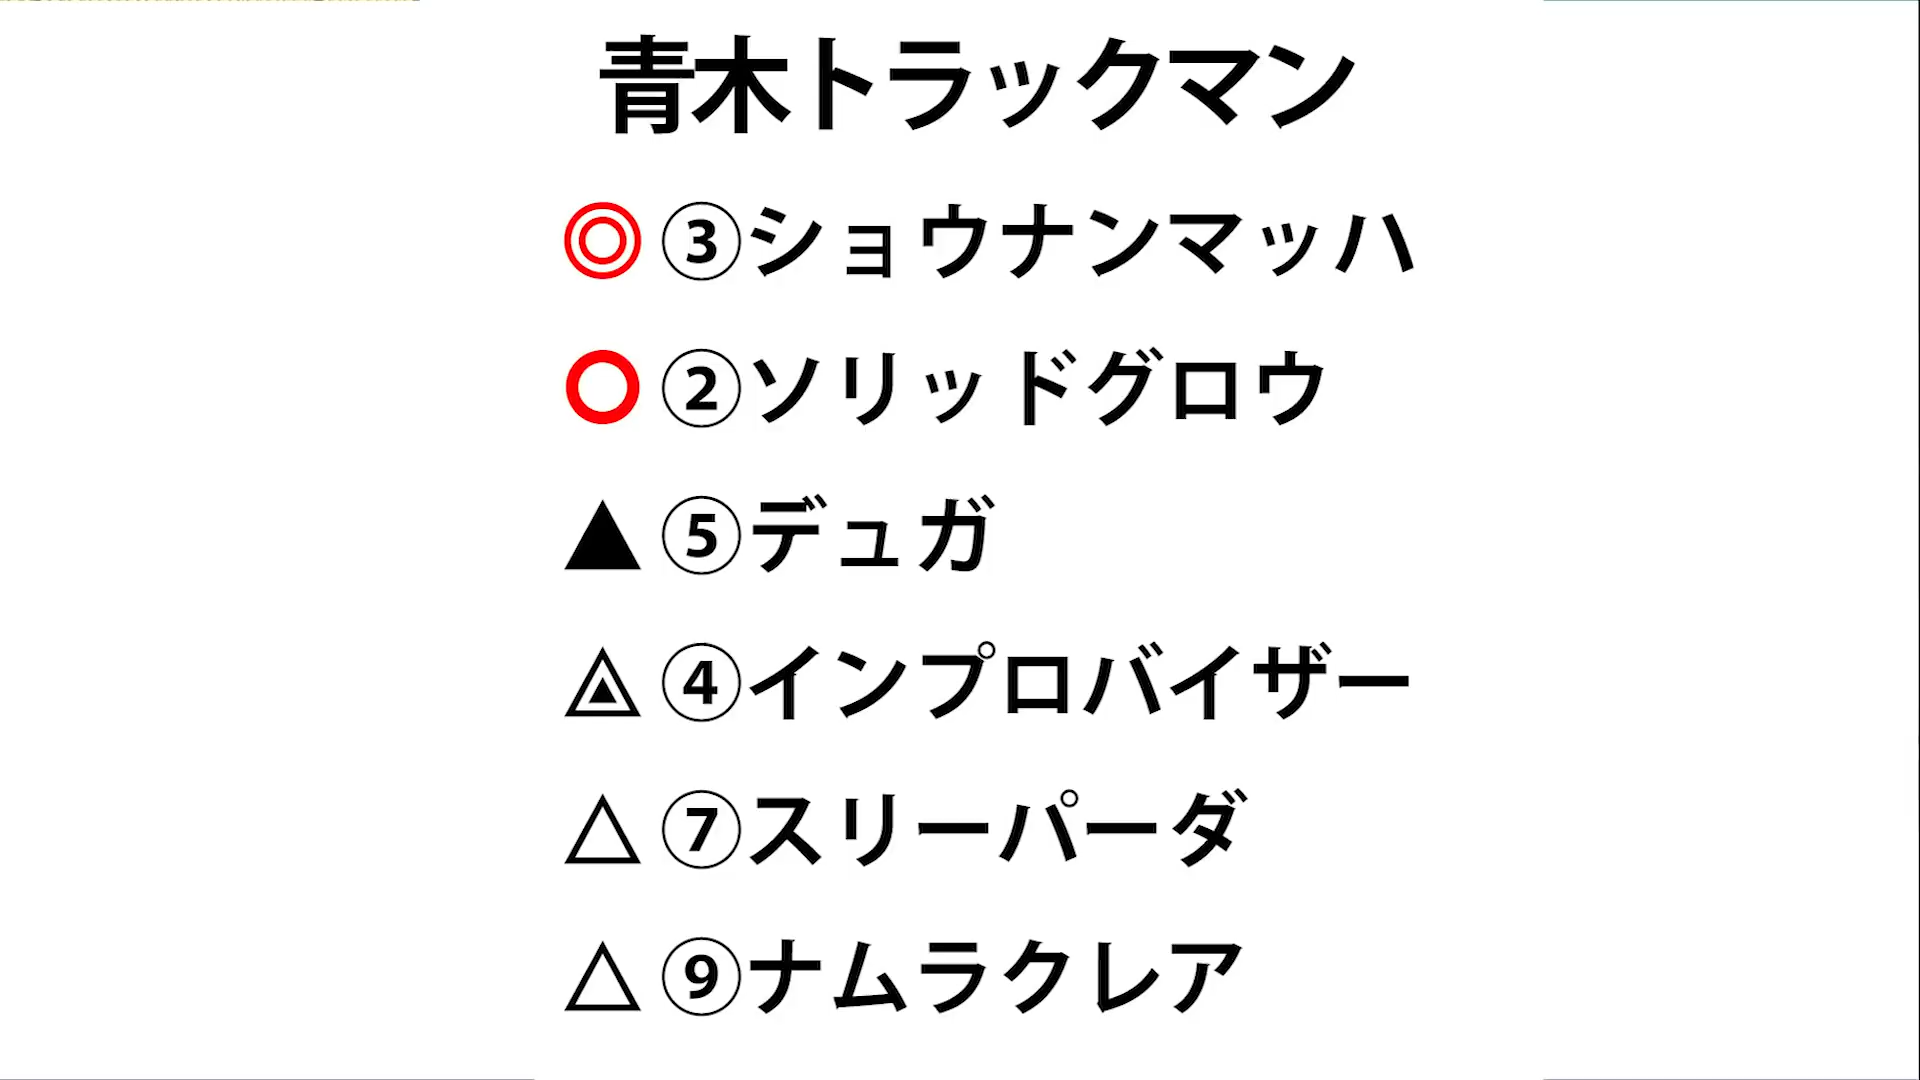 青木トラックマン
◎③ショウナンマッハ
○②ソリッドグロウ
▲⑤デュガ
④インプロバイザー
△⑦スリーパーダ
△⑨ナムラクレア